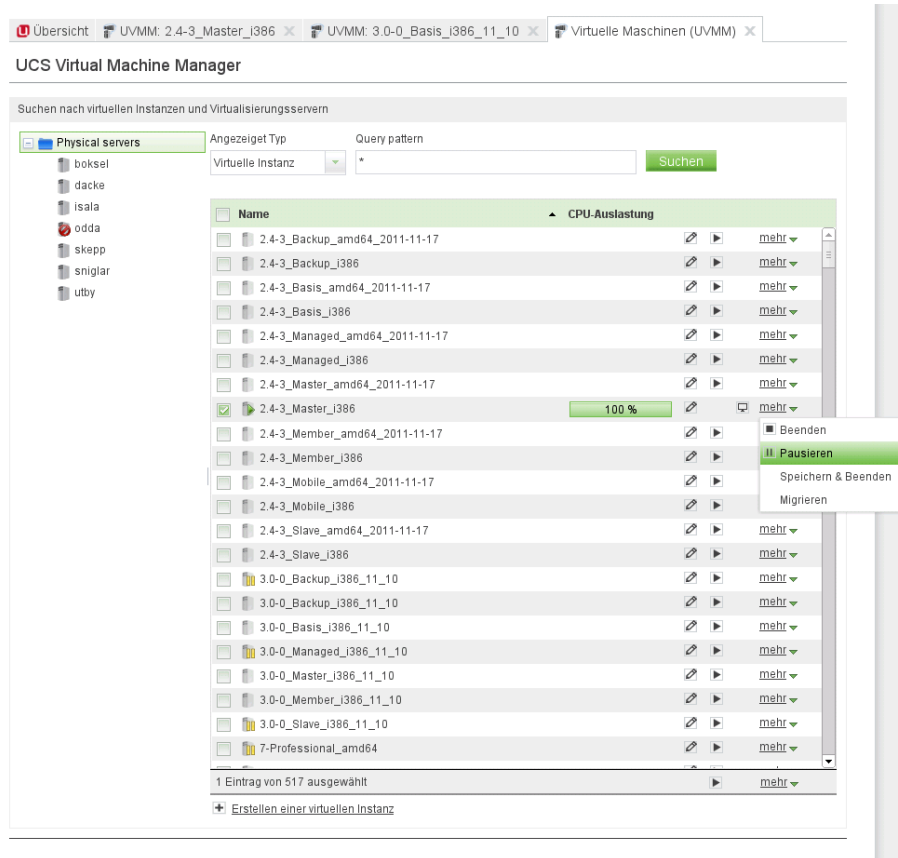 Übersicht UVMM: 2.4-3_Master_i386 UVMM: 3.0-0_Basis_i386_11_10 Virtuelle Maschinen (UVMM)
UCS Virtual Machine Manager
Suchen nach virtuellen Instanzen und Virtualisierungsservern
Physical servers
boksel
dacke
isala
odda
skepp
sniglar
utby
Angezeiget Typ Query pattern
Virtuelle Instanz * Suchen
Name CPU-Auslastung
2.4-3_Backup_amd64_2011-11-17 mehr
2.4-3_Backup_i386 mehr
2.4-3_Basis_amd64_2011-11-17 mehr
2.4-3_Basis_i386 mehr
2.4-3_Managed_amd64_2011-11-17 mehr
2.4-3_Managed_i386 mehr
2.4-3_Master_amd64_2011-11-17 mehr
2.4-3_Master_i386 100 % mehr
2.4-3_Member_amd64_2011-11-17
2.4-3_Member_i386
2.4-3_Mobile_amd64_2011-11-17
2.4-3_Mobile_i386
Beenden
Pausieren
Speichern & Beenden
Migrieren
2.4-3_Slave_amd64_2011-11-17 mehr
2.4-3_Slave_i386 mehr
3.0-0_Backup_i386_11_10 mehr
3.0-0_Backup_i386_11_10 mehr
3.0-0_Basis_i386_11_10 mehr
3.0-0_Managed_i386_11_10 mehr
3.0-0_Master_i386_11_10 mehr
3.0-0_Member_i386_11_10 mehr
3.0-0_Slave_i386_11_10 mehr
7-Professional_amd64 mehr
1 Eintrag von 517 ausgewählt mehr
Erstellen einer virtuellen Instanz